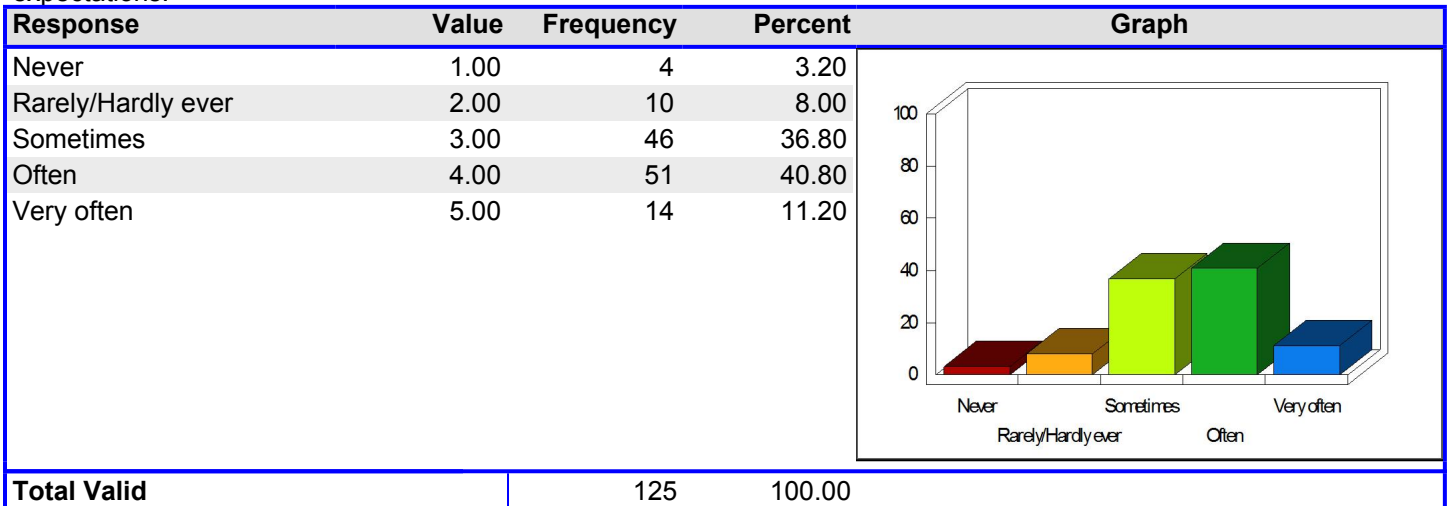 expectations.
Response Value Frequency Percent Graph
Never 1.00 4 3.20
Rarely/Hardly ever 2.00 10 8.00
Sometimes 3.00 46 36.80
Often 4.00 51 40.80
Very often 5.00 14 11.20
100
80
60
40
20
0
Never Sometimes Very often
Rarely/Hardly ever Often
Total Valid 125 100.00